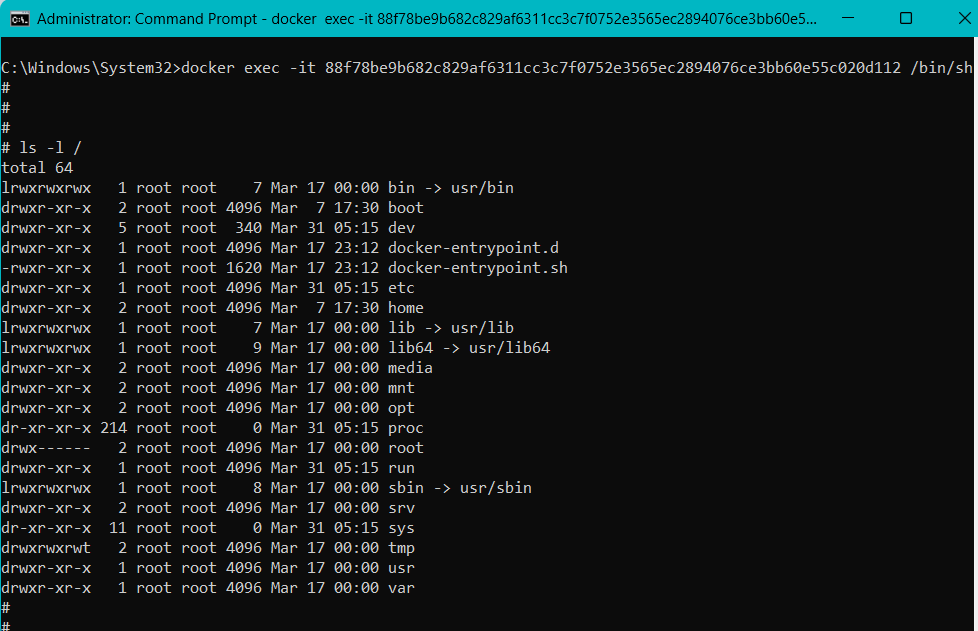 Administrator: Command Prompt - docker  exec -it 88f78be9b682c829af6311cc3c7f0752e3565ec2894076ce3bb60e5...
C:\Windows\System32>docker exec -it 88f78be9b682c829af6311cc3c7f0752e3565ec2894076ce3bb60e55c020d112 /bin/sh
#
#
#
# ls -l /
total 64
lrwxrwxrwx   1 root root    7 Mar 17 00:00 bin -> usr/bin
drwxr-xr-x   2 root root 4096 Mar  7 17:30 boot
drwxr-xr-x   5 root root  340 Mar 31 05:15 dev
drwxr-xr-x   1 root root 4096 Mar 17 23:12 docker-entrypoint.d
-rwxr-xr-x   1 root root 1620 Mar 17 23:12 docker-entrypoint.sh
drwxr-xr-x   1 root root 4096 Mar 31 05:15 etc
drwxr-xr-x   2 root root 4096 Mar  7 17:30 home
lrwxrwxrwx   1 root root    7 Mar 17 00:00 lib -> usr/lib
lrwxrwxrwx   1 root root    9 Mar 17 00:00 lib64 -> usr/lib64
drwxr-xr-x   2 root root 4096 Mar 17 00:00 media
drwxr-xr-x   2 root root 4096 Mar 17 00:00 mnt
drwxr-xr-x   2 root root 4096 Mar 17 00:00 opt
dr-xr-xr-x 214 root root    0 Mar 31 05:15 proc
drwx------   2 root root 4096 Mar 17 00:00 root
drwxr-xr-x   1 root root 4096 Mar 31 05:15 run
lrwxrwxrwx   1 root root    8 Mar 17 00:00 sbin -> usr/sbin
drwxr-xr-x   2 root root 4096 Mar 17 00:00 srv
dr-xr-xr-x  11 root root    0 Mar 31 05:15 sys
drwxrwxrwt   2 root root 4096 Mar 17 00:00 tmp
drwxr-xr-x   1 root root 4096 Mar 17 00:00 usr
drwxr-xr-x   1 root root 4096 Mar 17 00:00 var
#
#